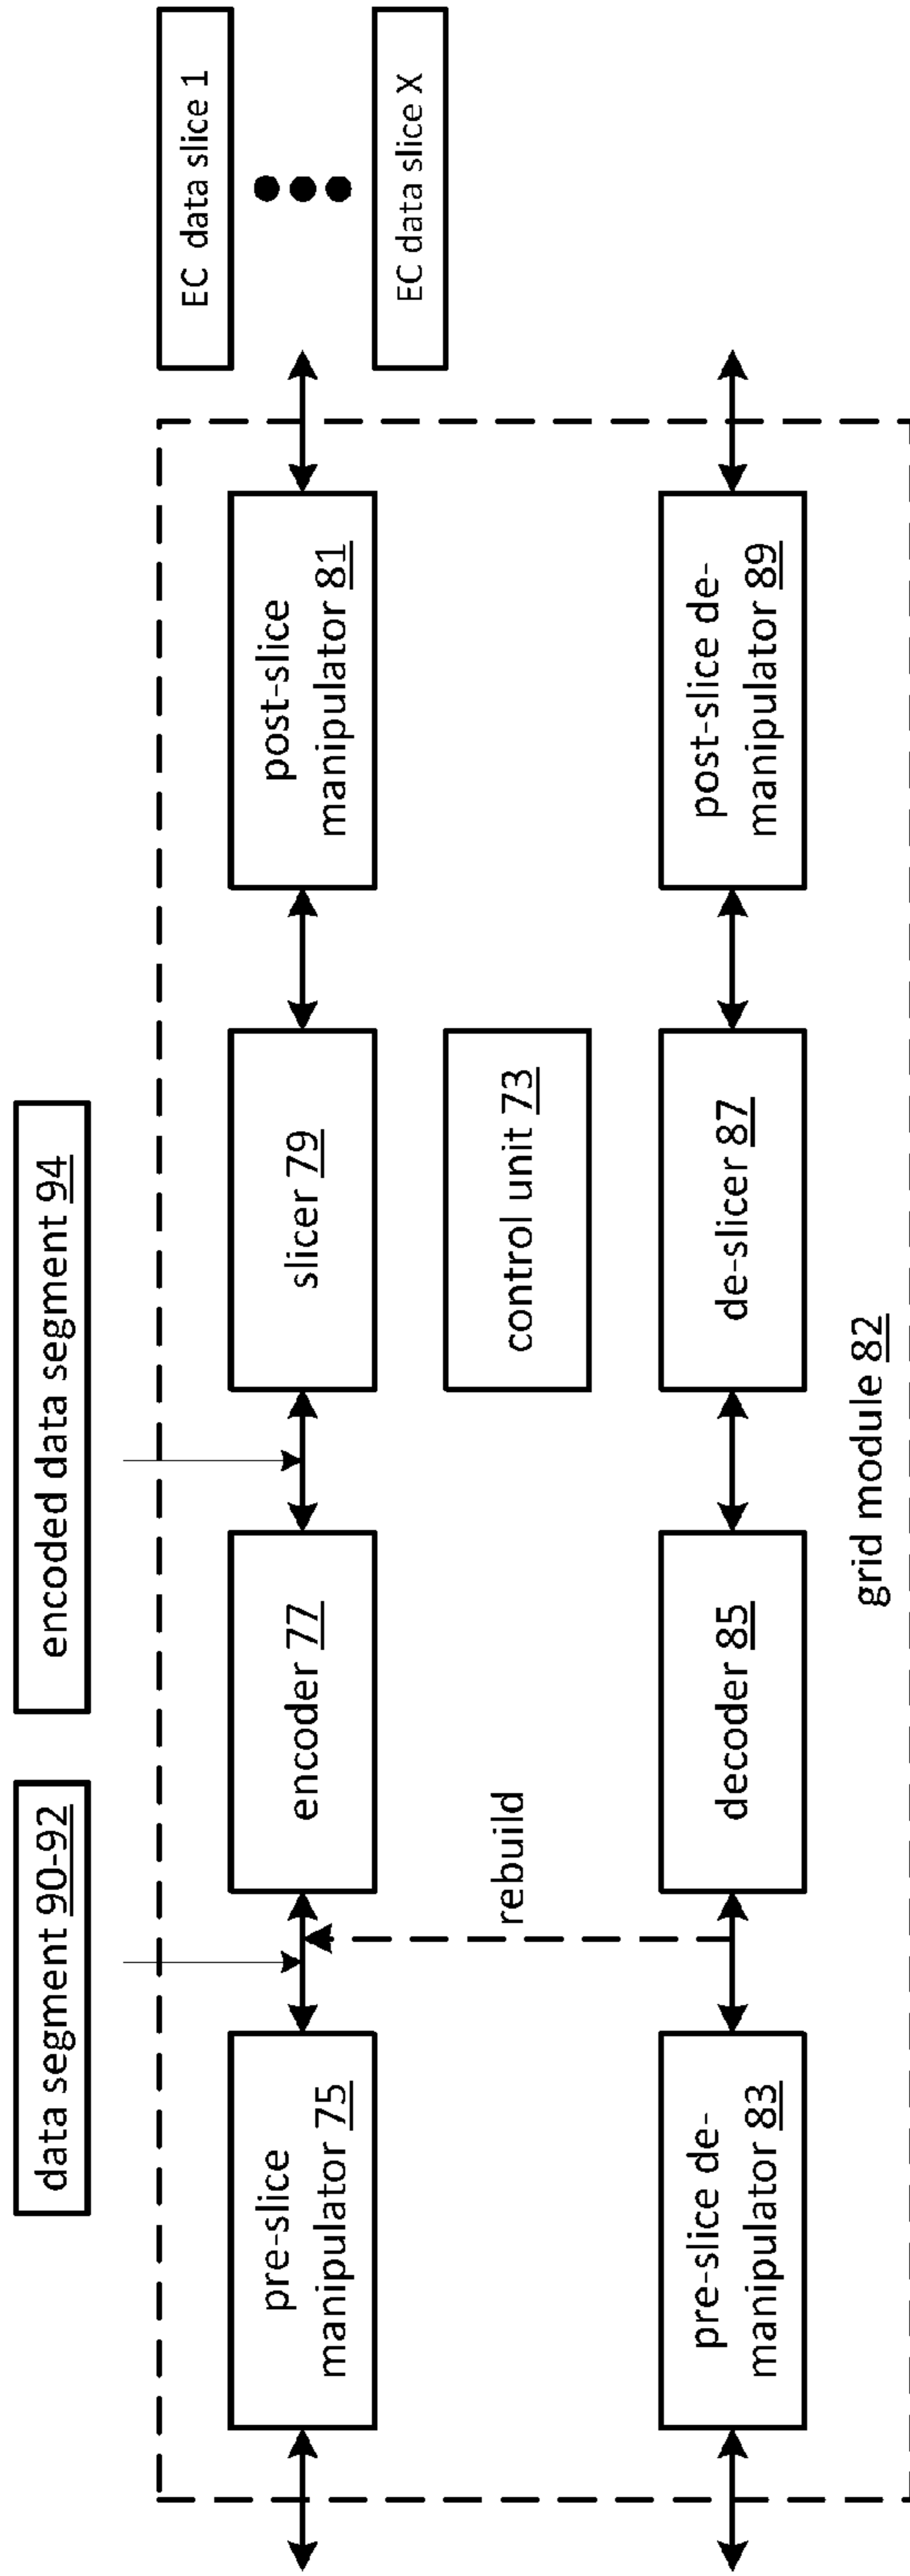 data segment 90-92
encoded data segment 94
EC data slice 1
EC data slice X
pre-slice
manipulator 75
encoder 77
slicer 79
post-slice
manipulator 81
rebuild
control unit 73
pre-slice de-
manipulator 83
decoder 85
de-slicer 87
post-slice de-
manipulator 89
grid module 82